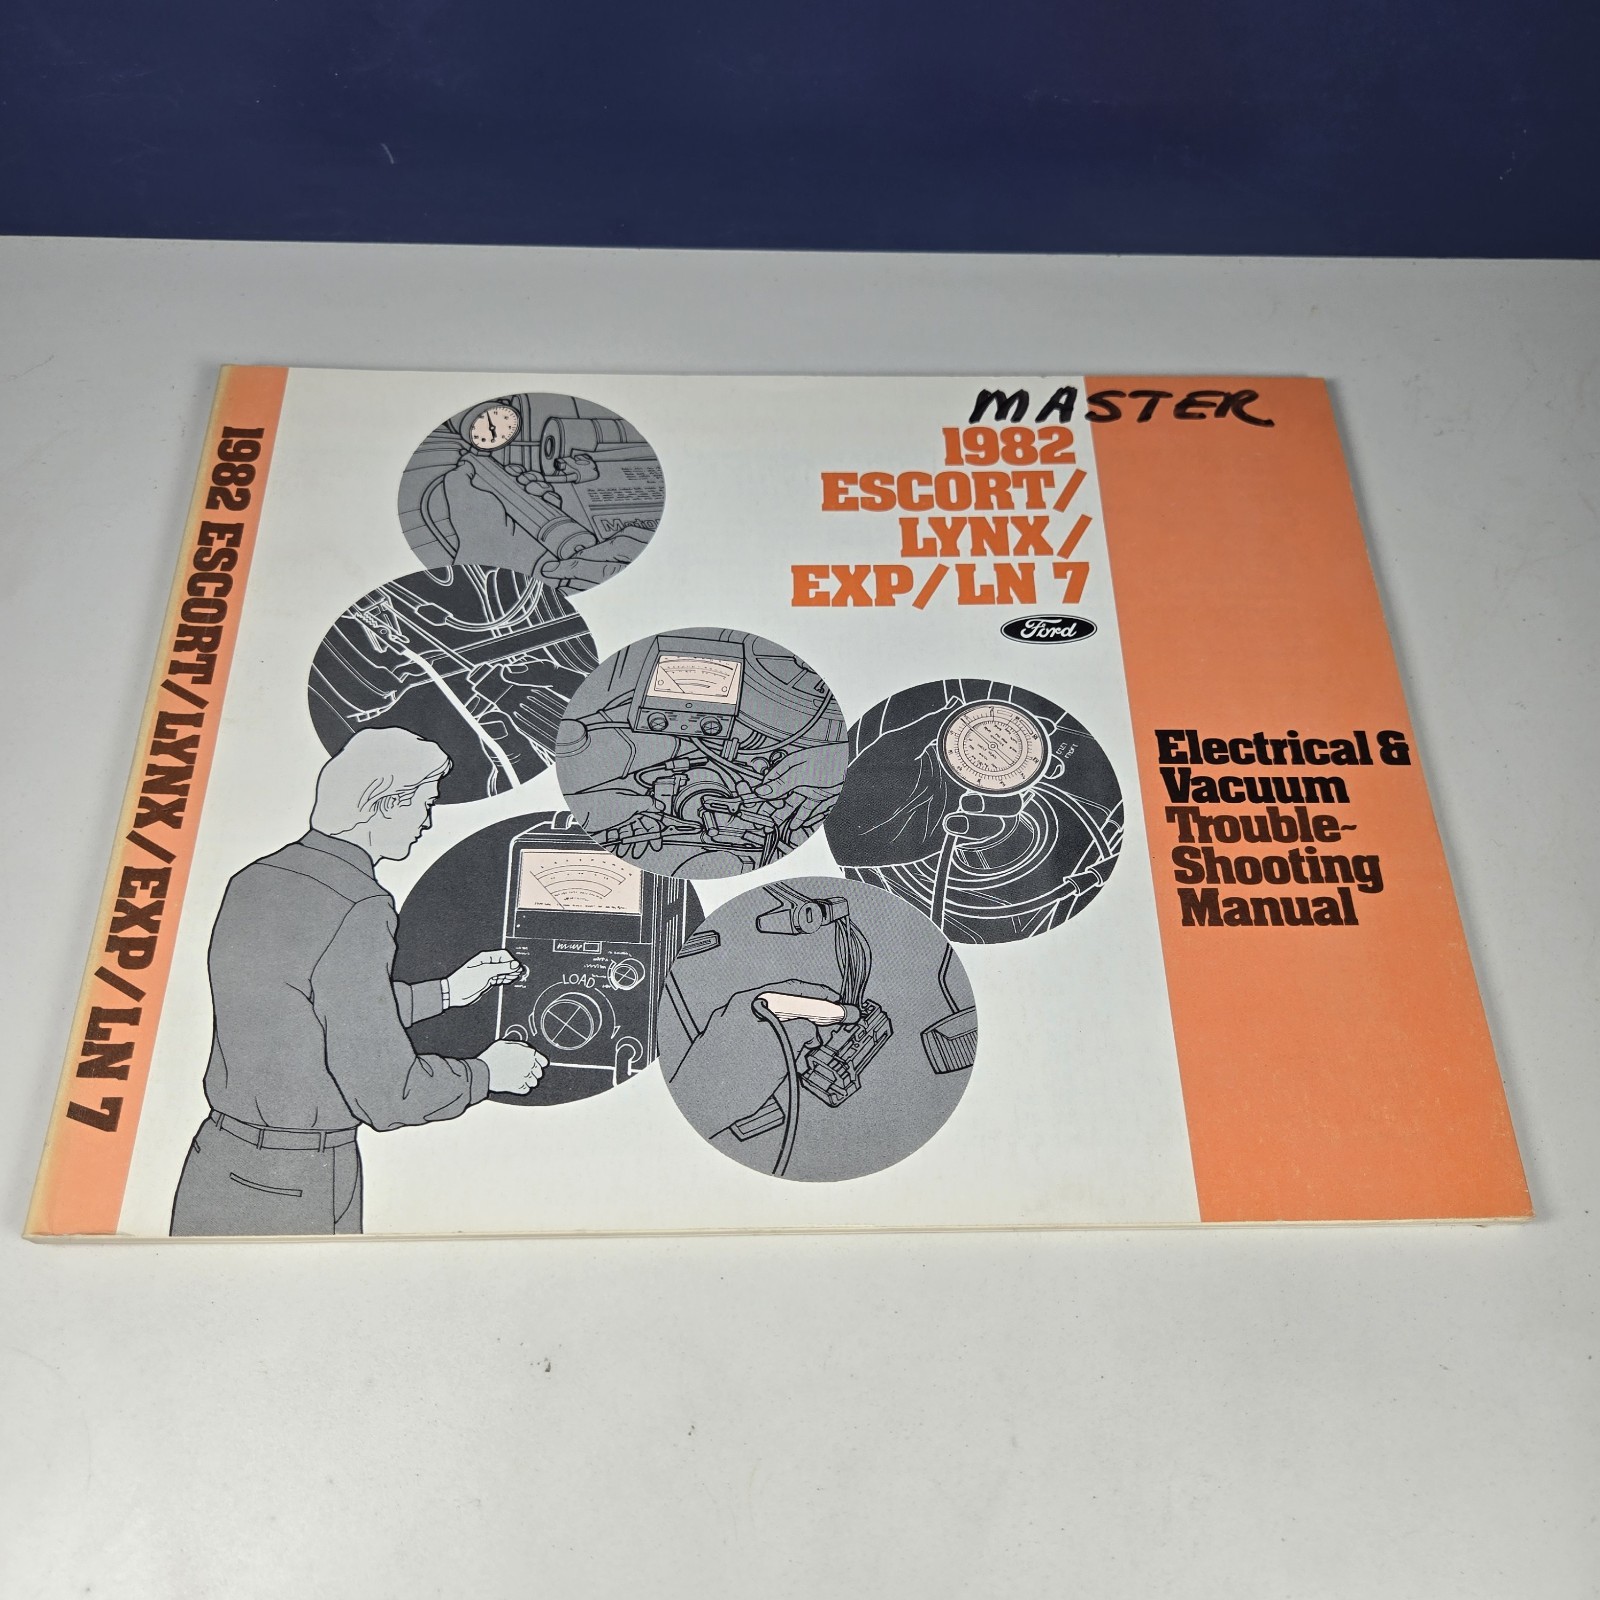 MASTER
1982
ESCORT/
LYNX/
EXP/LN 7
Ford
Electrical &
Vacuum
Trouble~
Shooting
Manual
1982 ESCORT/LYNX/EXP/LN 7
LOAD